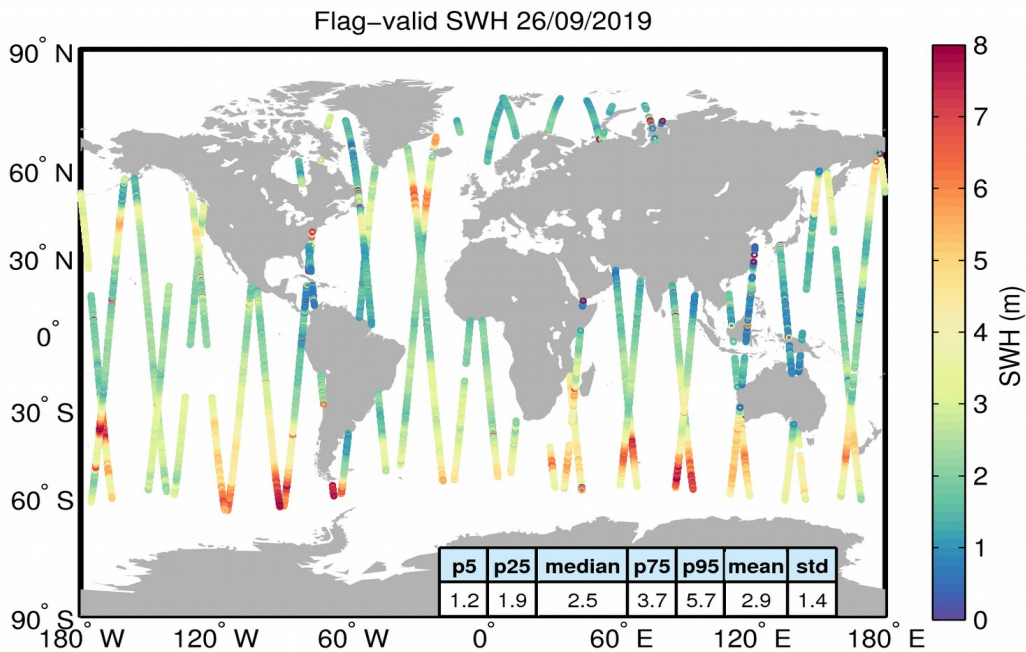 Flag–valid SWH 26/09/2019
90° N
60° N
30° N
0°
30° S
60° S
90° S
180° W
120° W
60° W
0°
60° E
120° E
180° E
p5 p25 median p75 p95 mean std
1.2 1.9 2.5 3.7 5.7 2.9 1.4
8
7
6
5
4
3
2
1
0
SWH (m)